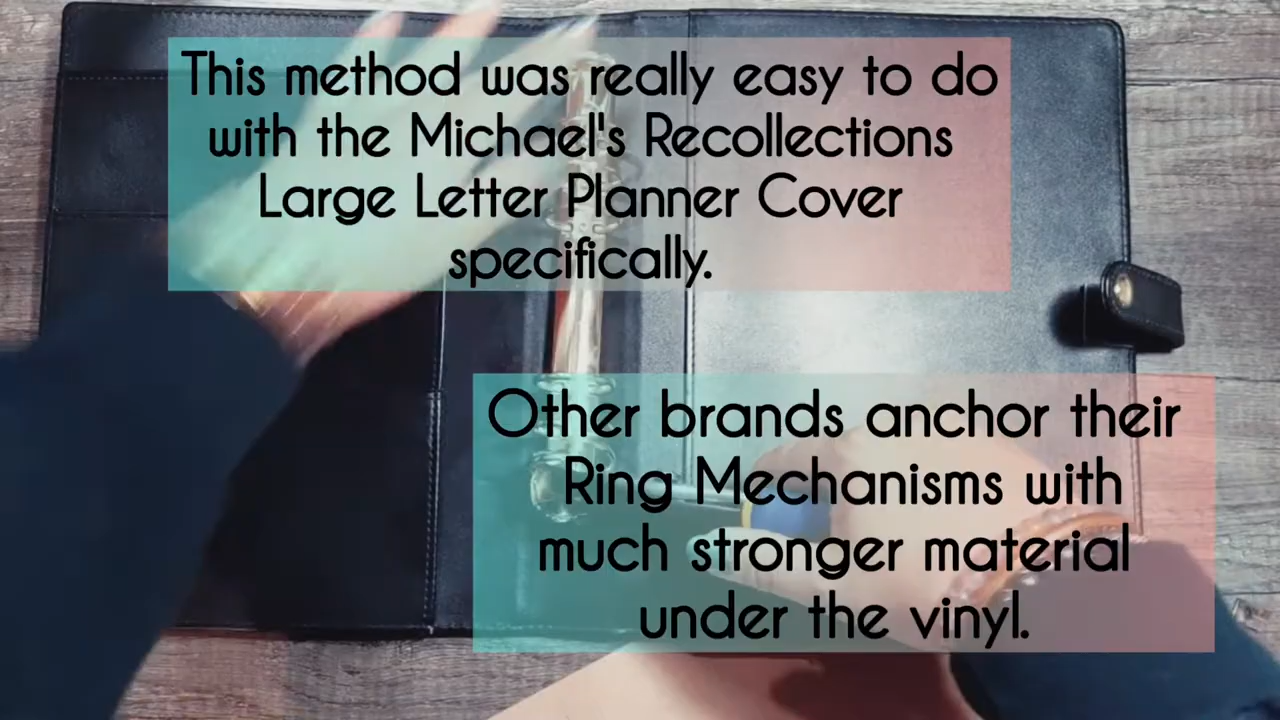 This method was really easy to do
with the Michael's Recollections
Large Letter Planner Cover
specifically.
Other brands anchor their
Ring Mechanisms with
much stronger material
under the vinyl.